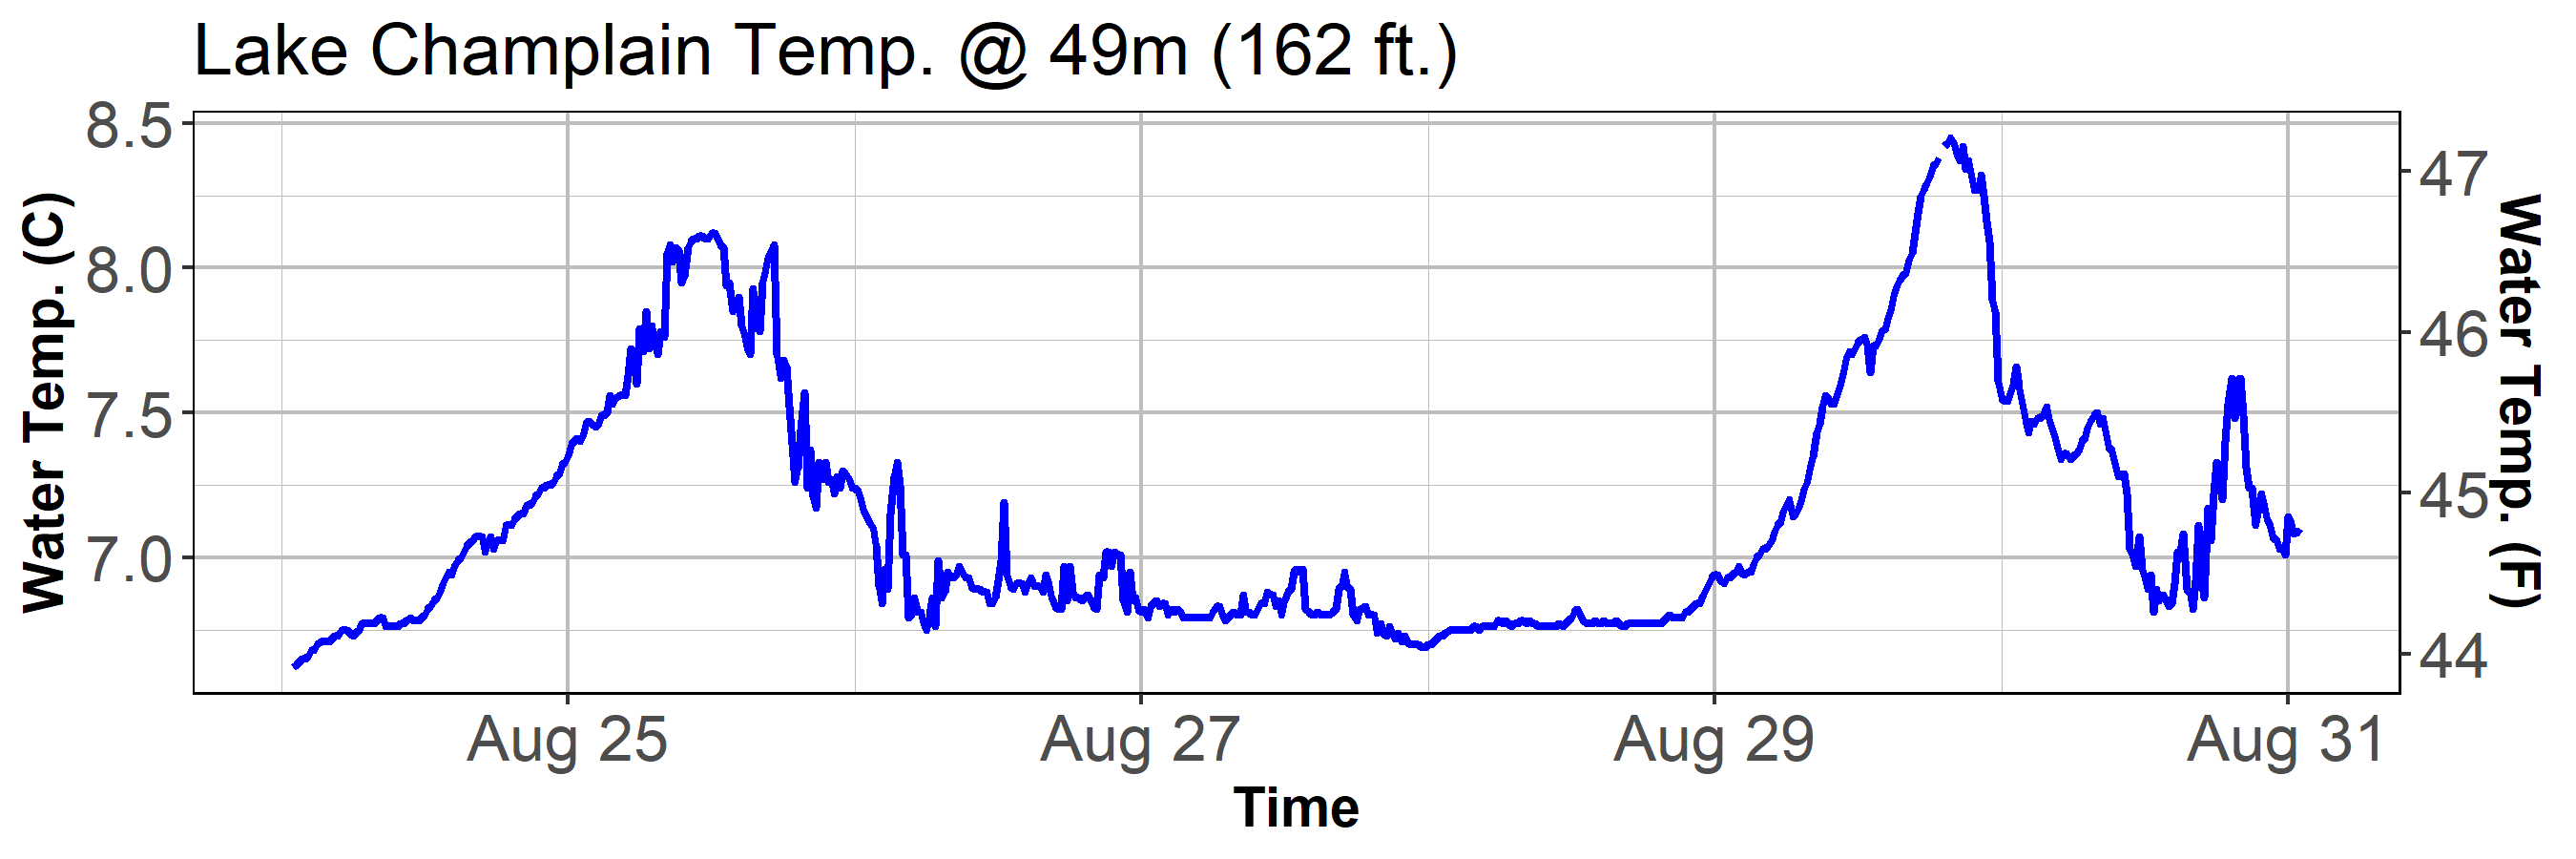 Lake Champlain Temp. @ 49m (162 ft.)
Water Temp. (C)
8.5
8.0
7.5
7.0
47
46
45
44
Water Temp. (F)
Aug 25 Aug 27 Aug 29 Aug 31
Time